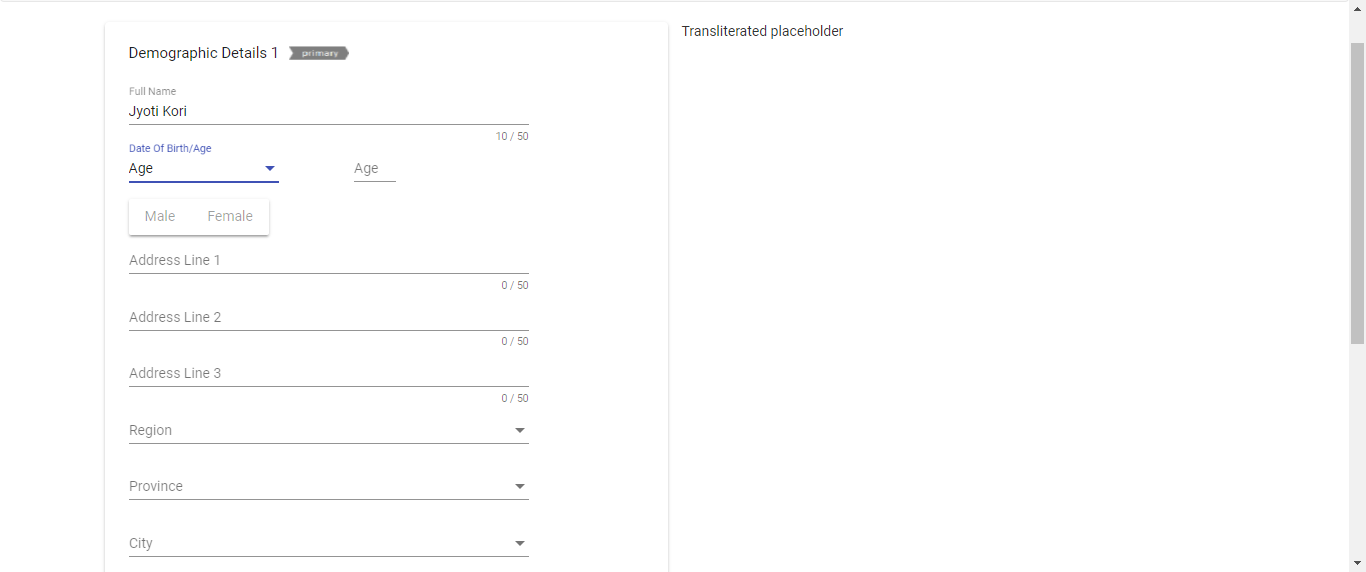 Demographic Details 1 primary
Transliterated placeholder
Full Name
Jyoti Kori
10 / 50
Date Of Birth/Age
Age Age
Male Female
Address Line 1
0 / 50
Address Line 2
0 / 50
Address Line 3
0 / 50
Region
Province
City